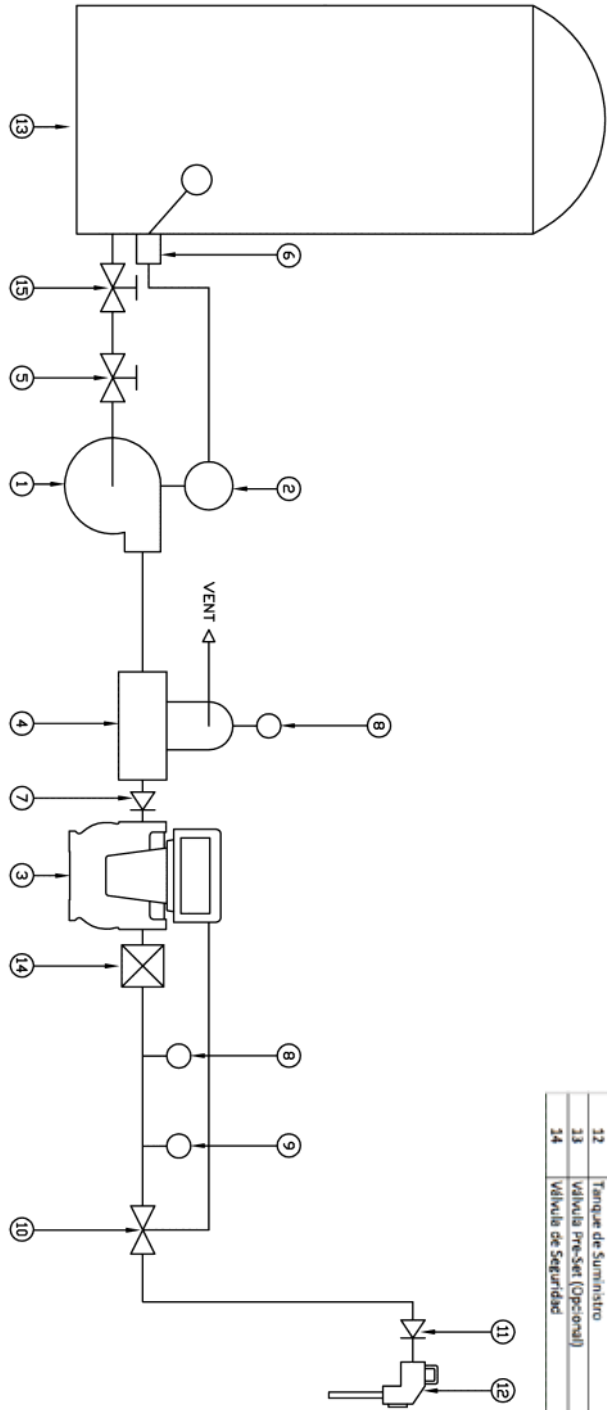 12 Tanque de Suministro
13 Válvula Pre-Set (Opcional)
14 Válvula de Seguridad
11 12
8
6 2 8 9
VENT
13 15 5 1 4 7 3 14 10